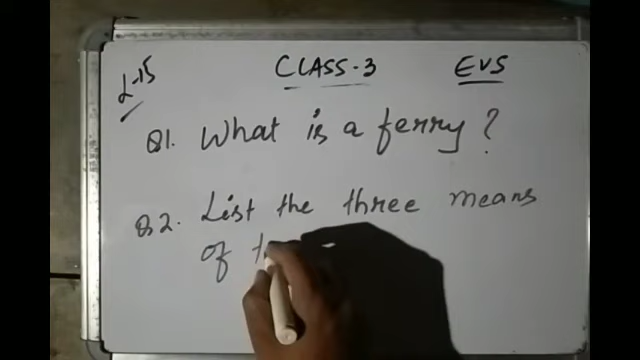 L-15 CLASS-3 EVS
Q1. What is a ferry?
Q2. List the three means
of t